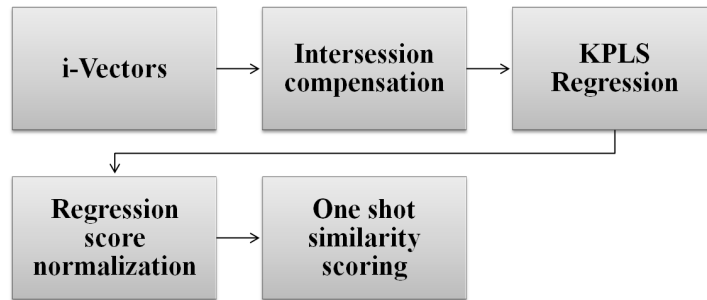 i-Vectors
Intersession
compensation
KPLS
Regression
Regression
score
normalization
One shot
similarity
scoring